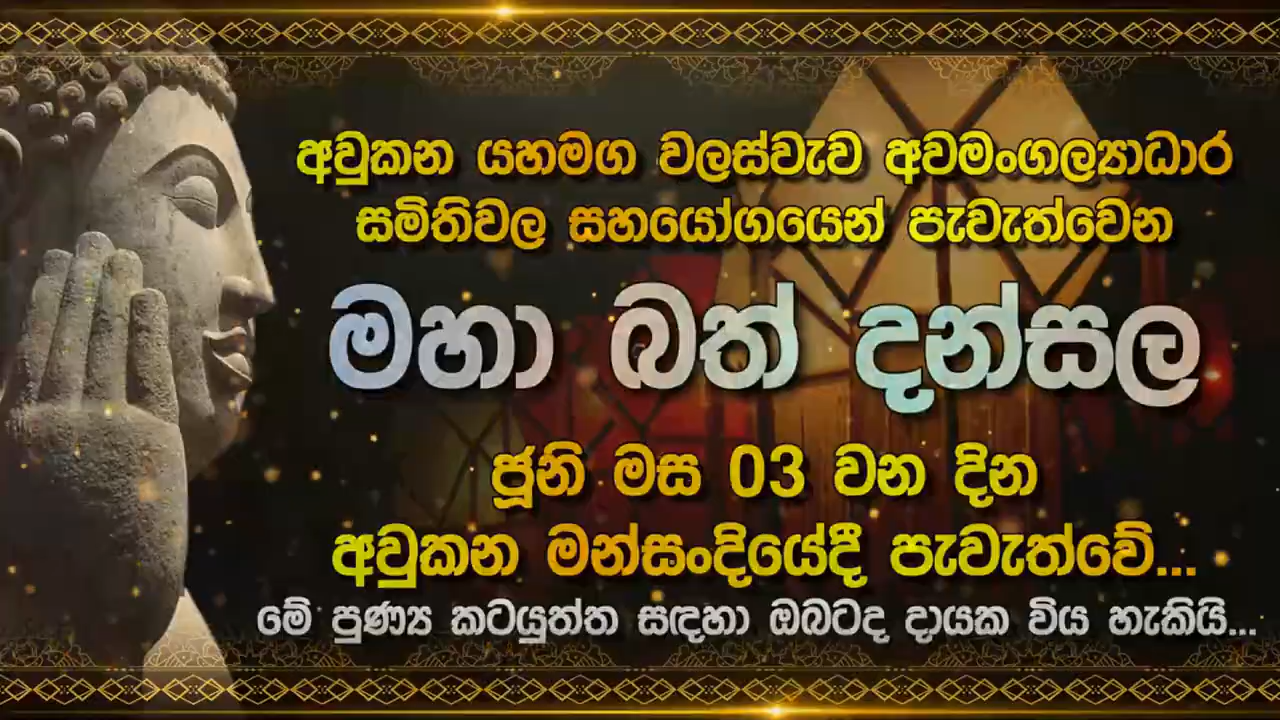 අවුකන යහමග වලස්වැව අවමංගල්‍යාධාර
සමිතිවල සහයෝගයෙන් පැවැත්වෙන
මහා බත් දන්සල
ජූනි මස 03 වන දින
අවුකන මන්සංදියේදී පැවැත්වේ...
මේ පුණ්‍ය කටයුත්ත සඳහා ඔබටද දායක විය හැකියි...